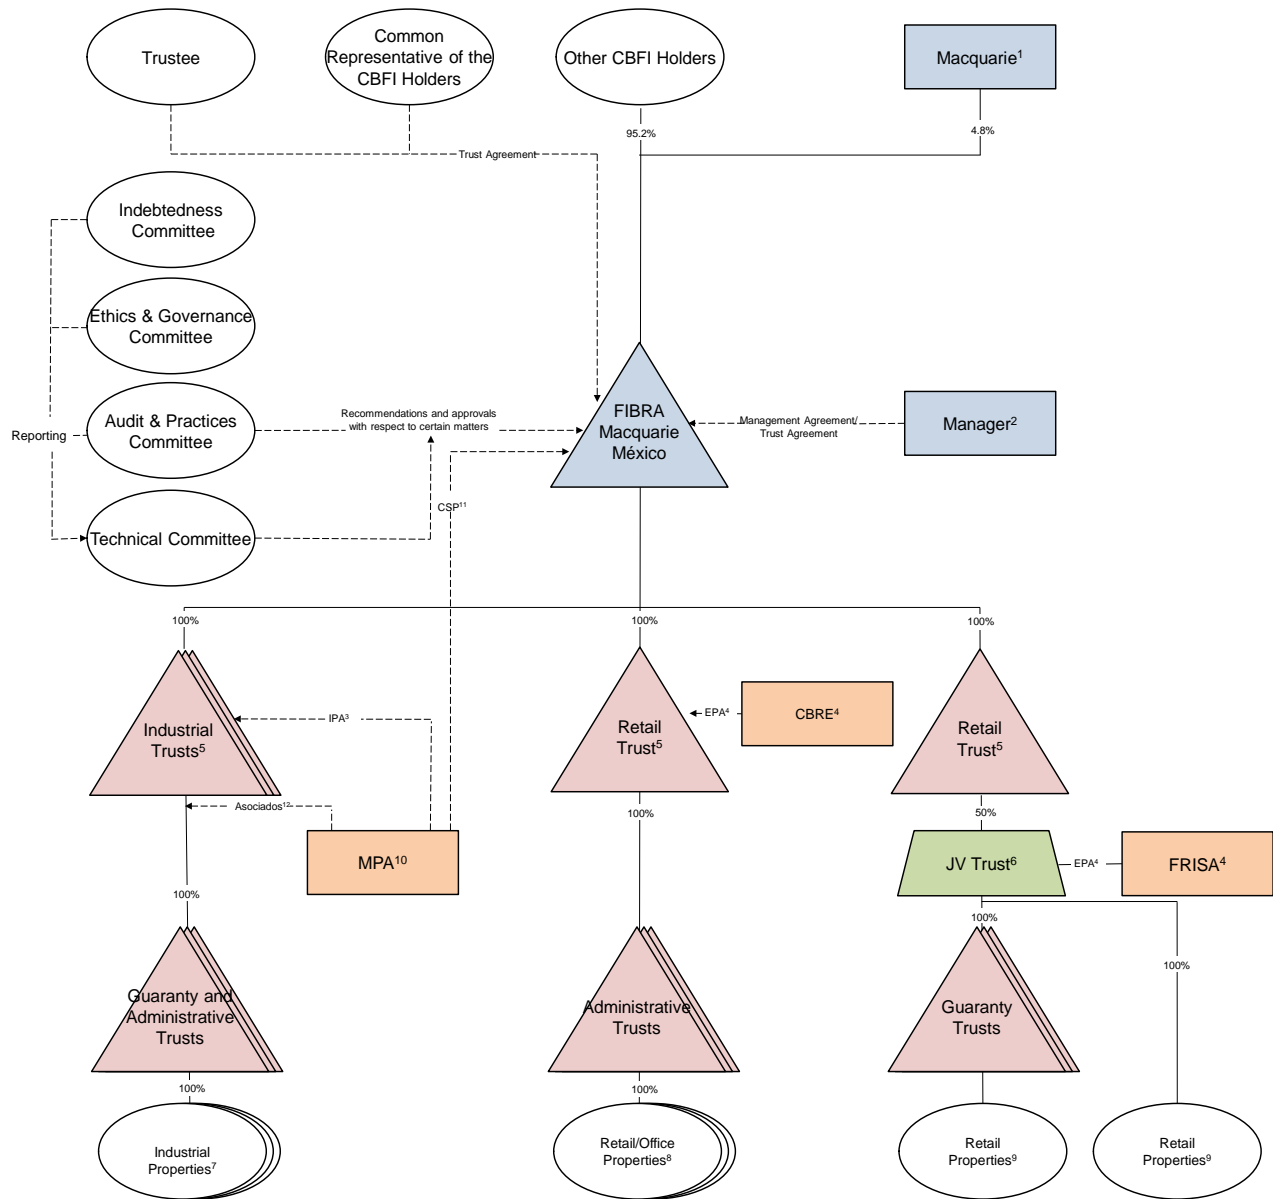 Trustee
Common
Representative of the
CBFI Holders
Other CBFI Holders
Macquarie¹
95.2%
4.8%
Trust Agreement
Indebtedness
Committee
Ethics & Governance
Committee
Reporting
Audit & Practices
Committee
Recommendations and approvals
with respect to certain matters
FIBRA
Macquarie
México
Management Agreement/
Trust Agreement
Manager²
CSP¹¹
Technical Committee
100%
100%
100%
Industrial
Trusts⁵
IPA³
Retail
Trust⁵
EPA⁴
CBRE⁴
Retail
Trust⁵
Asociados¹²
MPA¹⁰
100%
50%
JV Trust⁶
EPA⁴
FRISA⁴
100%
100%
100%
Guaranty and
Administrative
Trusts
Administrative
Trusts
Guaranty
Trusts
100%
100%
Industrial
Properties⁷
Retail/Office
Properties⁸
Retail
Properties⁹
Retail
Properties⁹